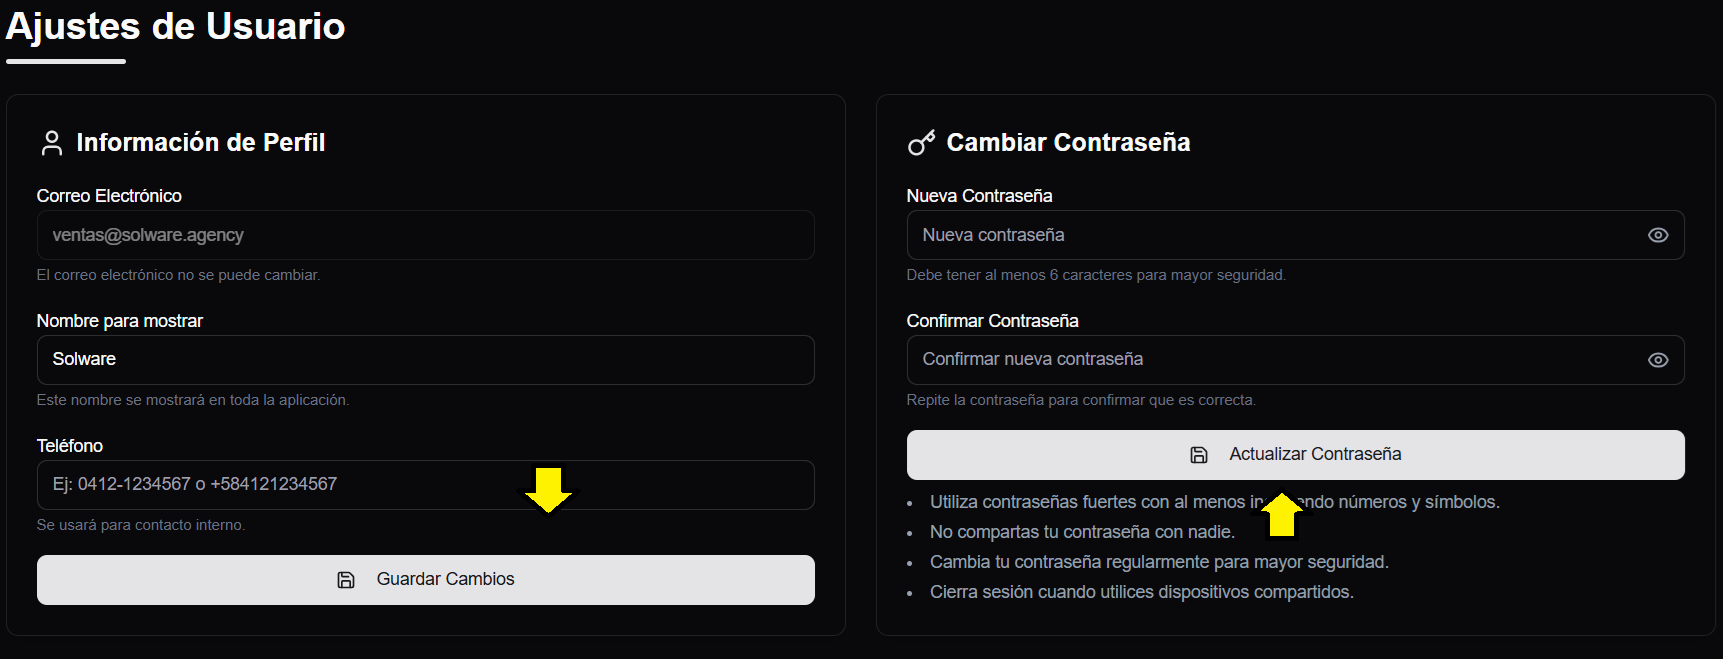 Ajustes de Usuario
Información de Perfil
Correo Electrónico
ventas@solware.agency
El correo electrónico no se puede cambiar.
Nombre para mostrar
Solware
Este nombre se mostrará en toda la aplicación.
Teléfono
Ej: 0412-1234567 o +584121234567
Se usará para contacto interno.
Guardar Cambios
Cambiar Contraseña
Nueva Contraseña
Nueva contraseña
Debe tener al menos 6 caracteres para mayor seguridad.
Confirmar Contraseña
Confirmar nueva contraseña
Repite la contraseña para confirmar que es correcta.
Actualizar Contraseña
Utiliza contraseñas fuertes con al menos números y símbolos.
No compartas tu contraseña con nadie.
Cambia tu contraseña regularmente para mayor seguridad.
Cierra sesión cuando utilices dispositivos compartidos.